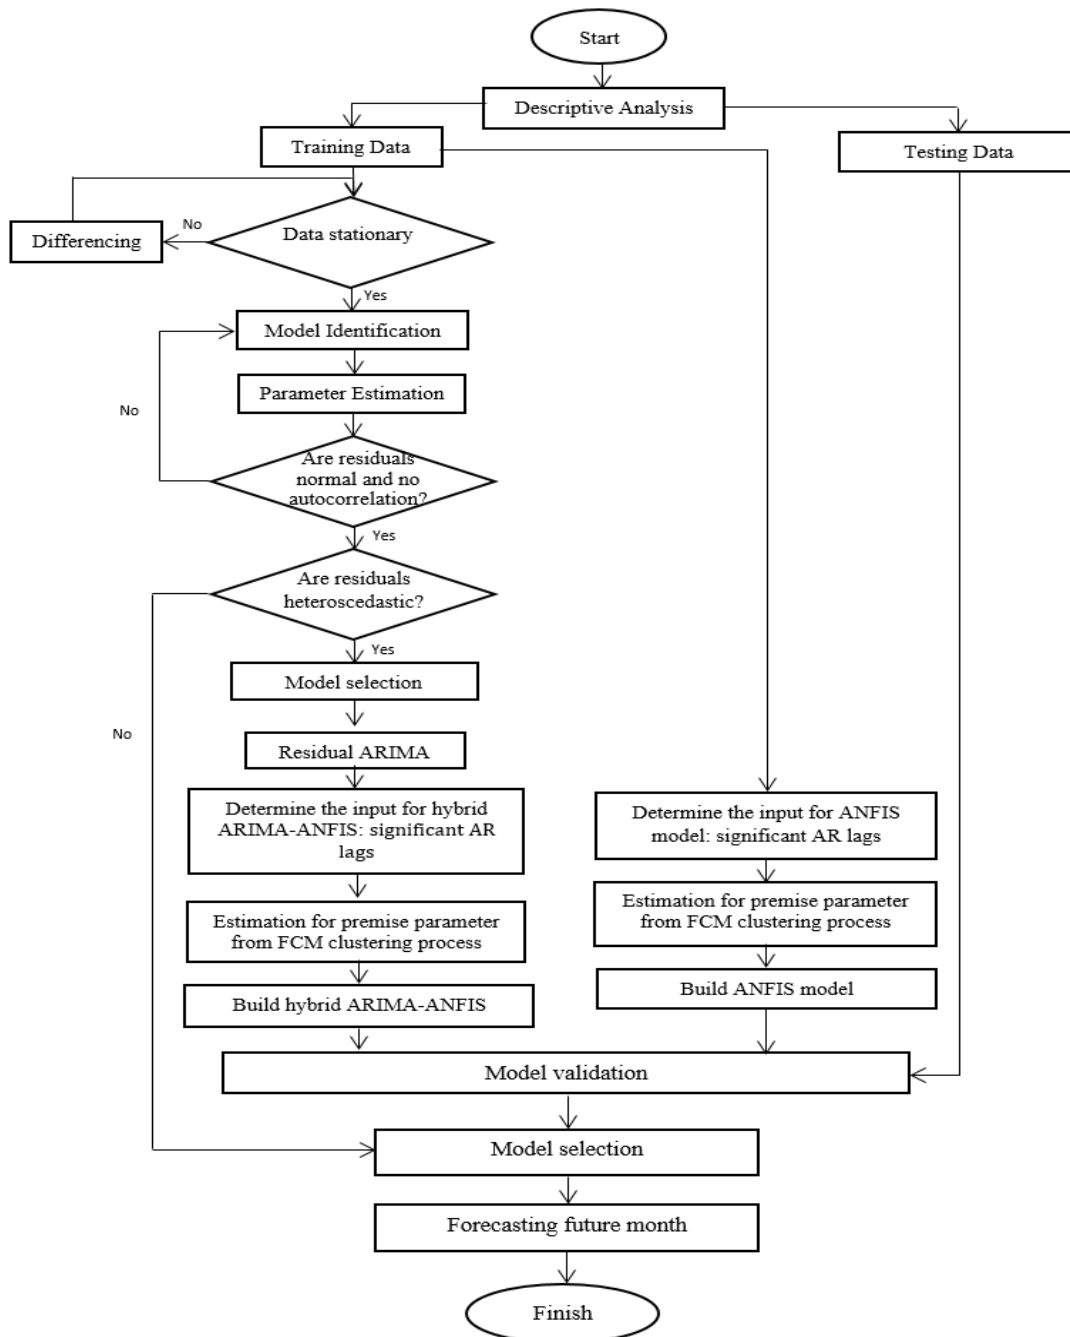 Start
Descriptive Analysis
Training Data
Testing Data
No
Differencing
Data stationary
Yes
Model Identification
Parameter Estimation
No
Are residuals
normal and no
autocorrelation?
Yes
Are residuals
heteroscedastic?
Yes
Model selection
No
Residual ARIMA
Determine the input for hybrid
ARIMA-ANFIS: significant AR
lags
Determine the input for ANFIS
model: significant AR lags
Estimation for premise parameter
from FCM clustering process
Estimation for premise parameter
from FCM clustering process
Build hybrid ARIMA-ANFIS
Build ANFIS model
Model validation
Model selection
Forecasting future month
Finish